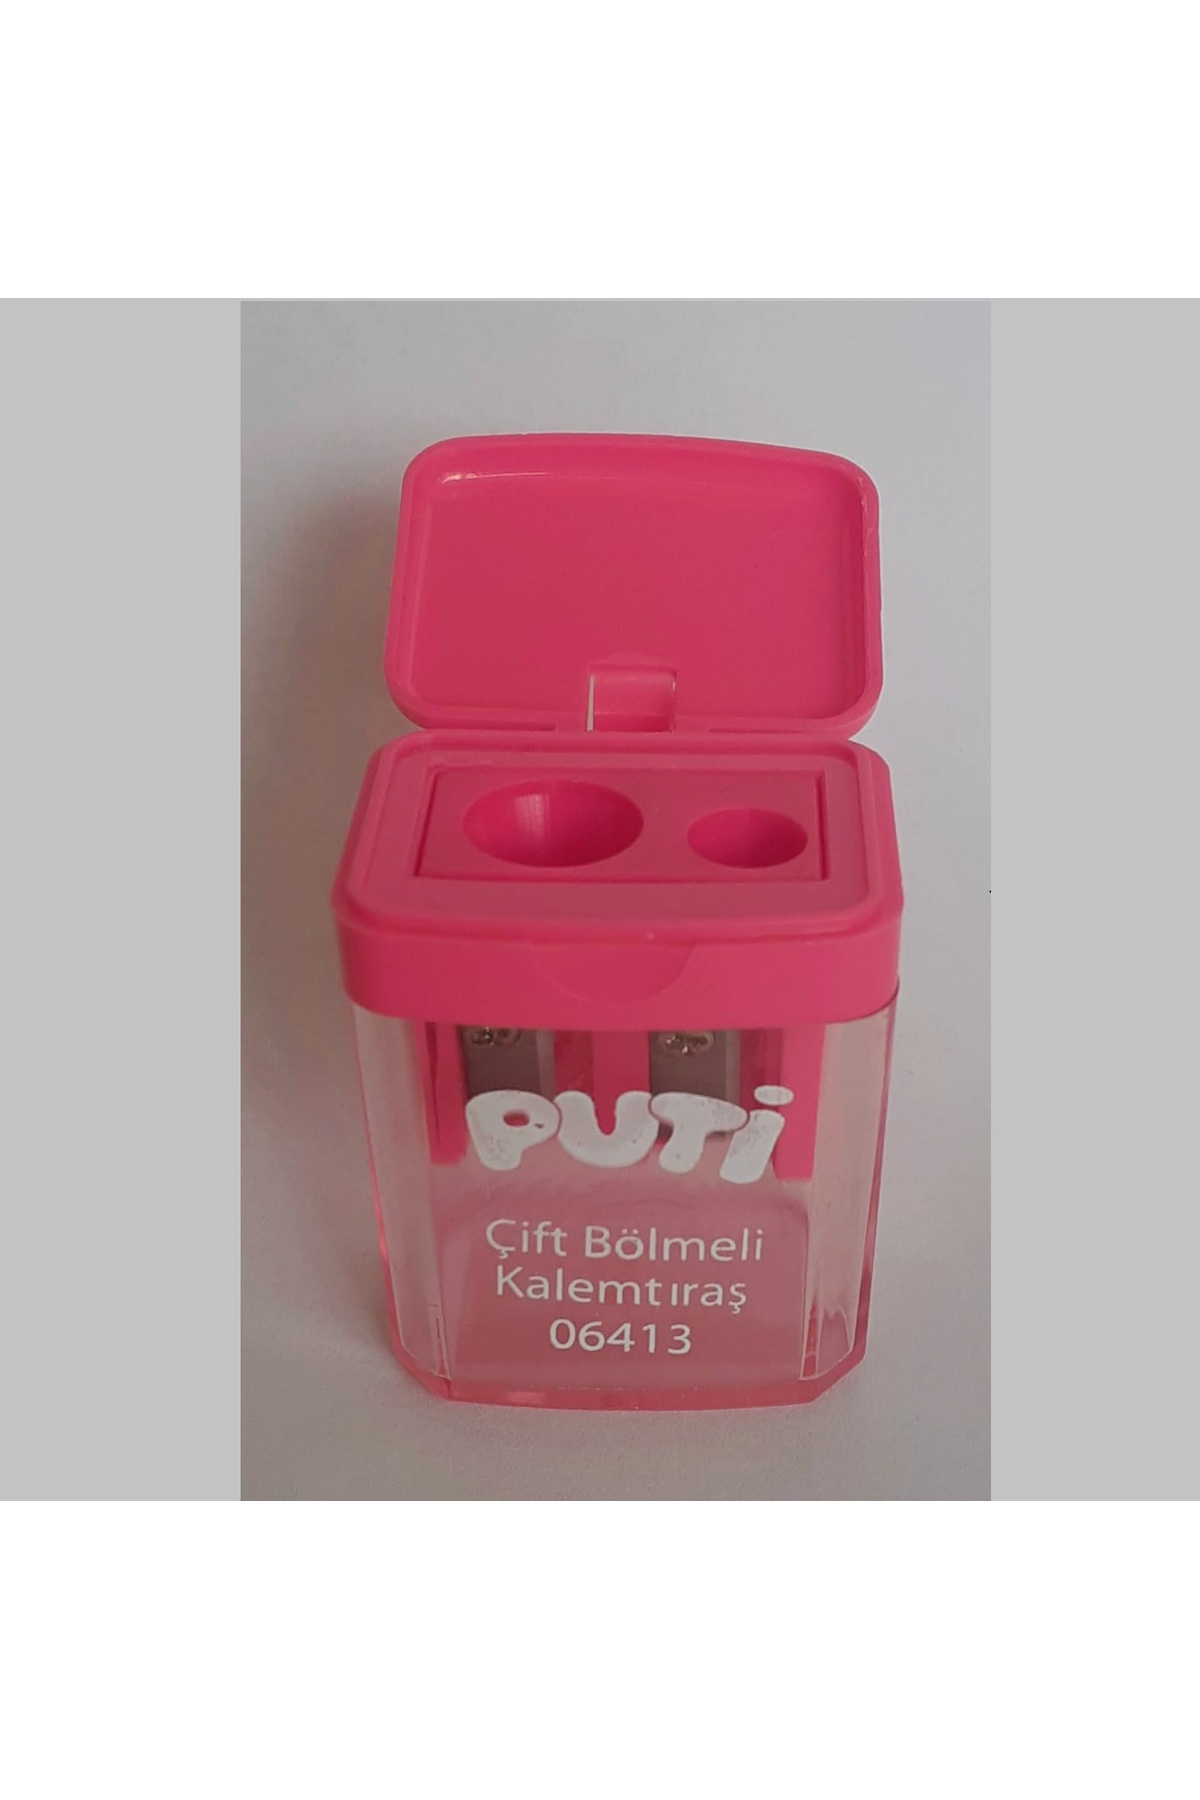 PUTi
Çift Bölmeli
Kalemtıraş
06413